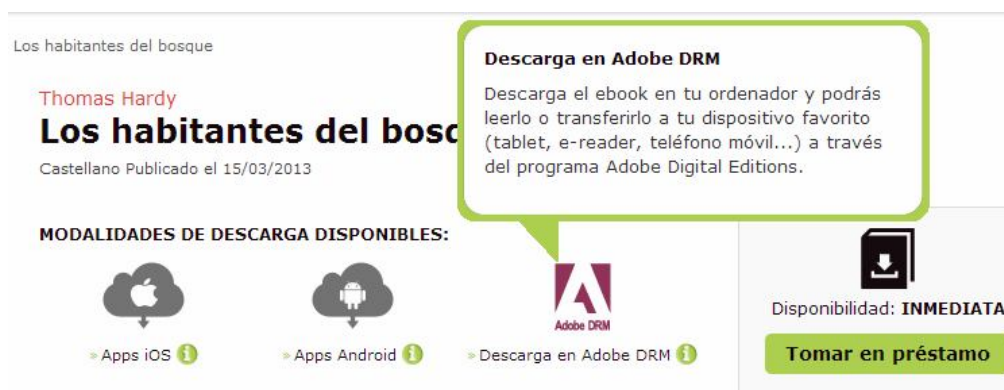 Los habitantes del bosque
Descarga en Adobe DRM
Descarga el ebook en tu ordenador y podrás
leerlo o transferirlo a tu dispositivo favorito
(tablet, e-reader, teléfono móvil...) a través
del programa Adobe Digital Editions.
Thomas Hardy
Los habitantes del bosq
Castellano Publicado el 15/03/2013
MODALIDADES DE DESCARGA DISPONIBLES:
Adobe DRM
» Apps iOS i
» Apps Android i
» Descarga en Adobe DRM i
Disponibilidad: INMEDIATA
Tomar en préstamo